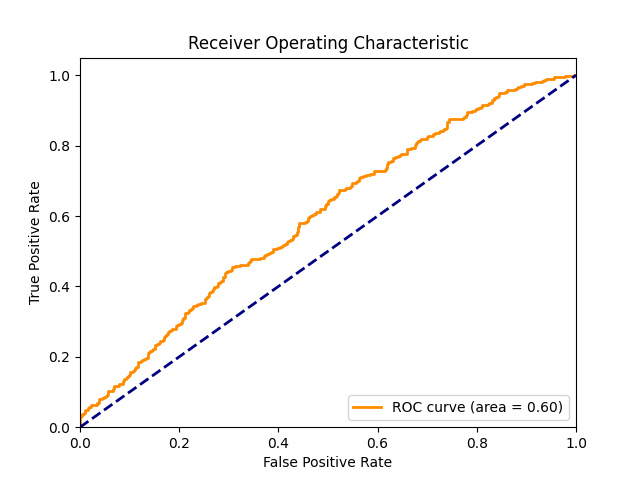 Receiver Operating Characteristic
True Positive Rate
1.0
0.8
0.6
0.4
0.2
0.0
ROC curve (area = 0.60)
0.0 0.2 0.4 0.6 0.8 1.0
False Positive Rate